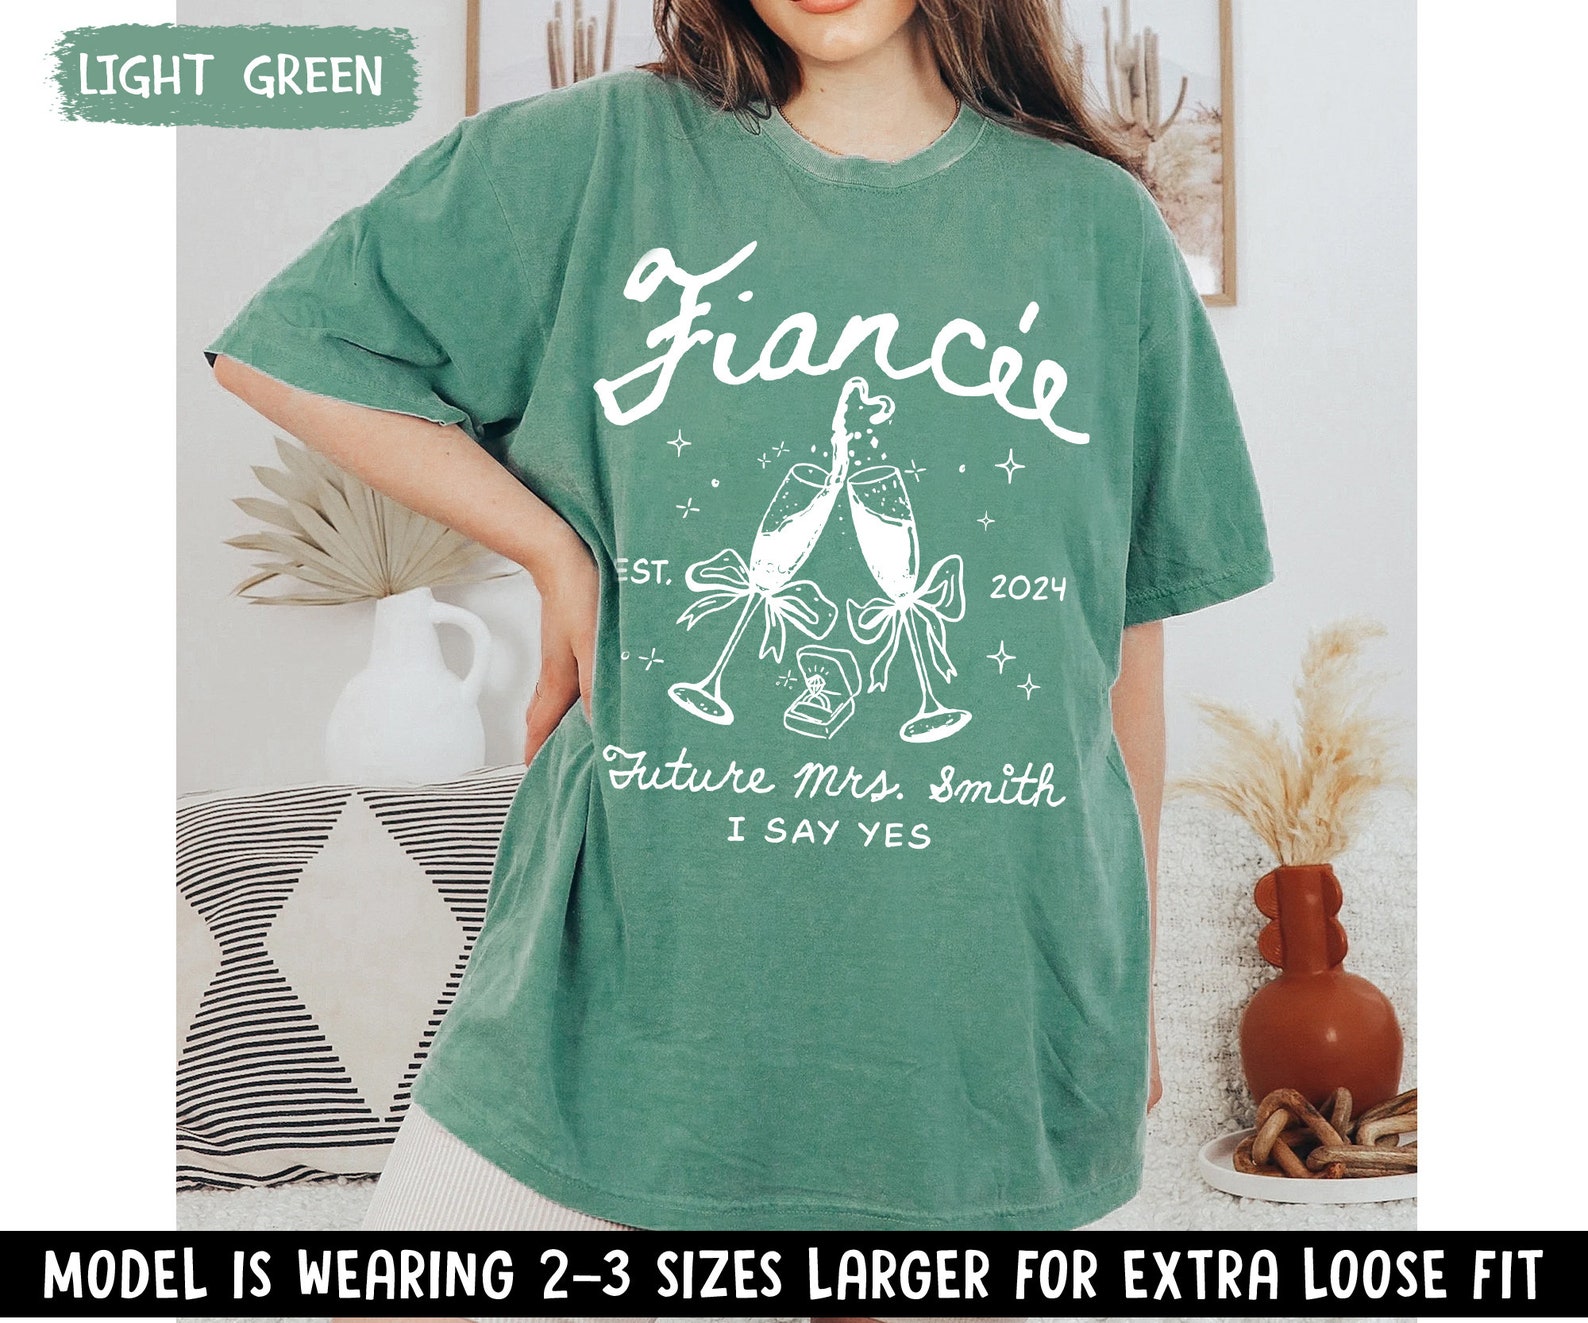 LIGHT GREEN
Fiancée
EST. 2024
Future Mrs. Smith
I SAY YES
MODEL IS WEARING 2-3 SIZES LARGER FOR EXTRA LOOSE FIT